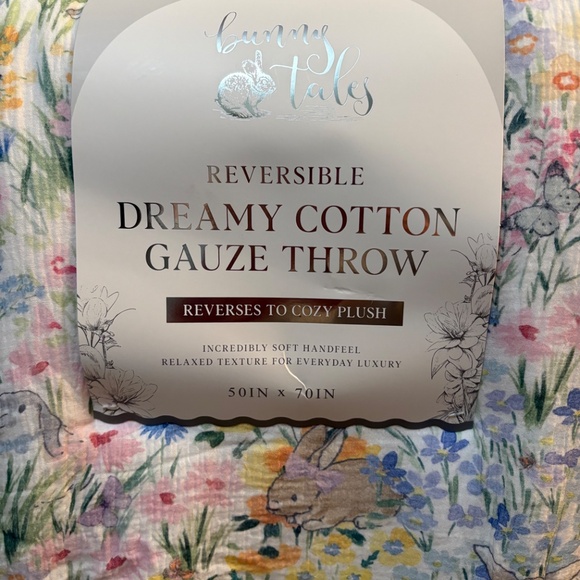 bunny
tales
REVERSIBLE
DREAMY COTTON
GAUZE THROW
REVERSES TO COZY PLUSH
INCREDIBLY SOFT HANDFEEL
RELAXED TEXTURE FOR EVERYDAY LUXURY
50IN x 70IN